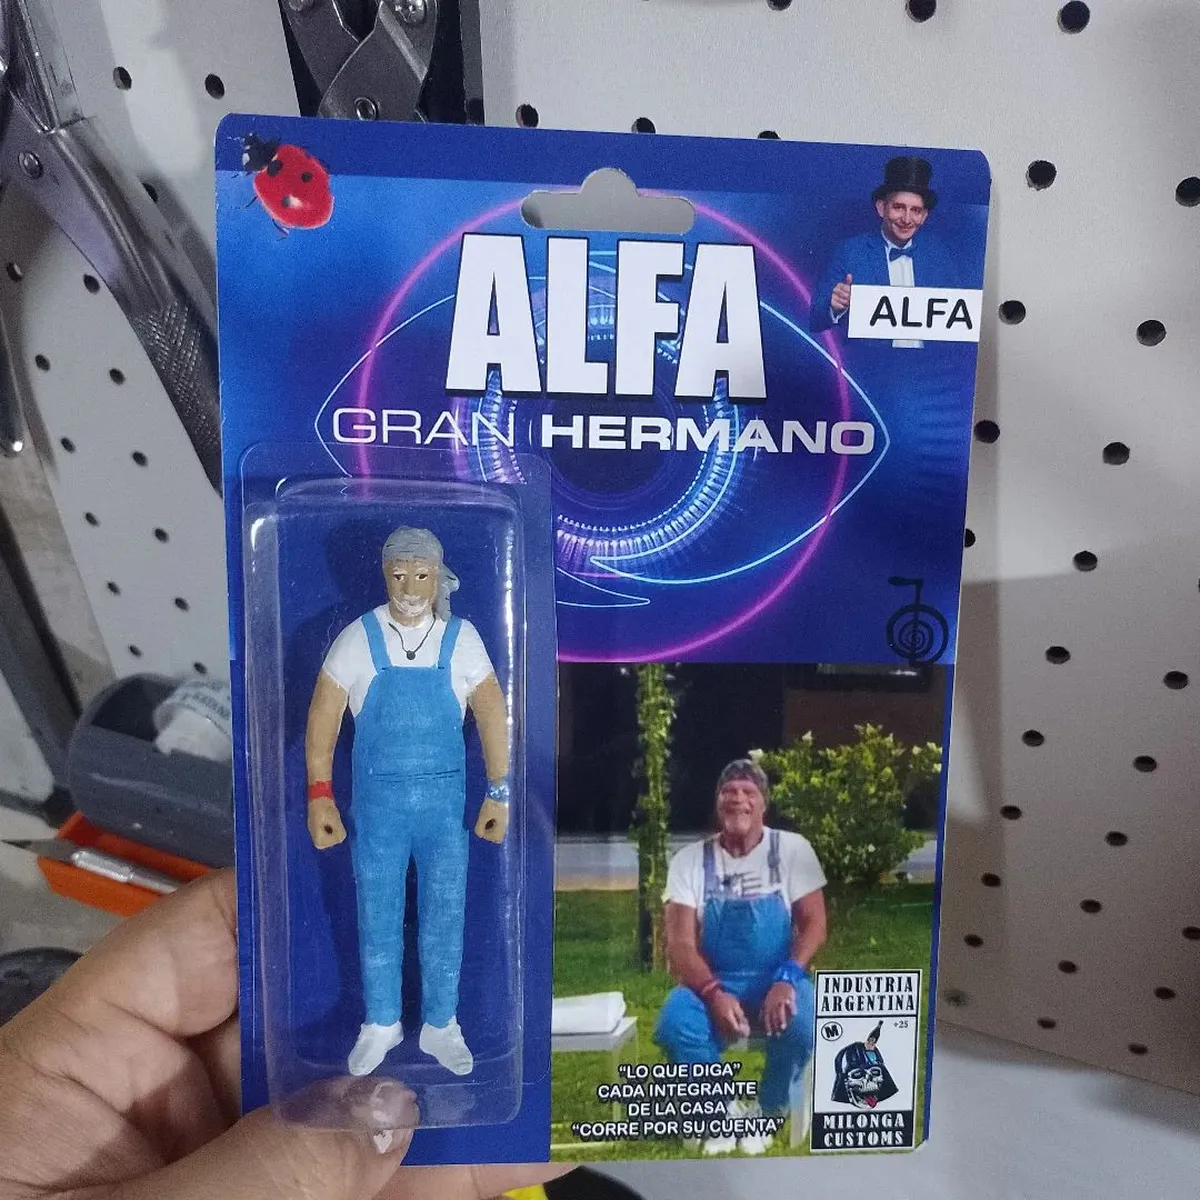 ALFA
ALFA
GRAN HERMANO
INDUSTRIA
ARGENTINA
M
+25
MILONGA
CUSTOMS
"LO QUE DIGA"
CADA INTEGRANTE
DE LA CASA
"CORRE POR SU CUENTA"